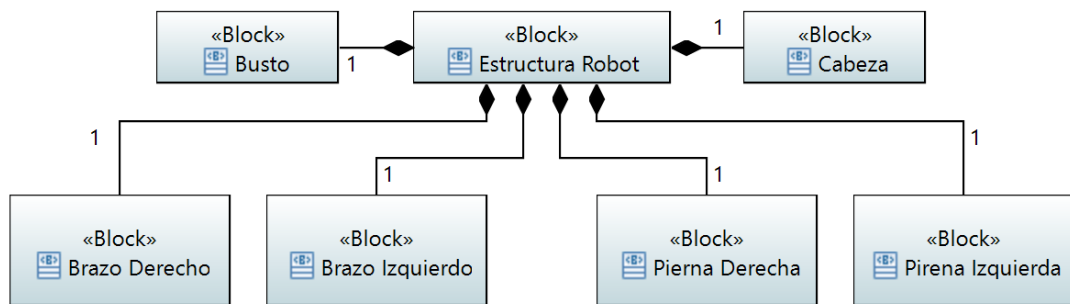 «Block»
Busto
1
«Block»
Estructura Robot
1
«Block»
Cabeza
1
1
1
1
«Block»
Brazo Derecho
«Block»
Brazo Izquierdo
«Block»
Pierna Derecha
«Block»
Pirena Izquierda